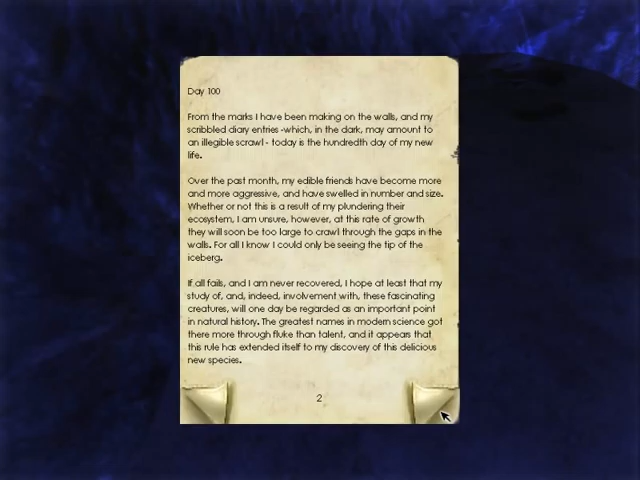 Day 100
From the marks I have been making on the walls, and my
scribbled diary entries -which, in the dark, may amount to
an illegible scrawl - today is the hundredth day of my new
life.
Over the past month, my edible friends have become more
and more aggressive, and have swelled in number and size.
Whether or not this is a result of my plundering their
ecosystem, I am unsure, however, at this rate of growth
they will soon be too large to crawl through the gaps in the
walls. For all I know I could only be seeing the tip of the
iceberg.
If all fails, and I am never recovered, I hope at least that my
study of, and, indeed, involvement with, these fascinating
creatures, will one day be regarded as an important point
in natural history. The greatest names in modern science got
there more through fluke than talent, and it appears that
this rule has extended itself to my discovery of this delicious
new species.
2